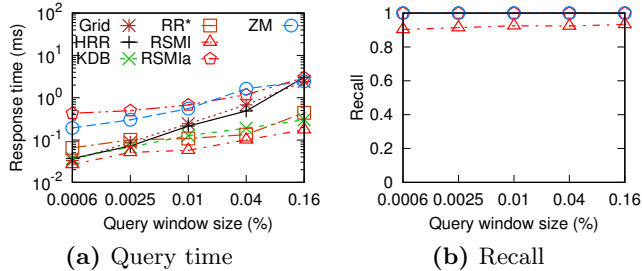 Response time (ms)
10²
10¹
10⁰
10⁻¹
10⁻²
Grid
HRR
KDB
RR*
RSMI
RSMIa
ZM
0.0006 0.0025 0.01 0.04 0.16
Query window size (%)
(a) Query time
Recall
1
0.8
0.6
0.4
0.2
0
0.0006 0.0025 0.01 0.04 0.16
Query window size (%)
(b) Recall